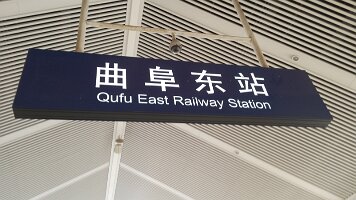 曲阜东站
Qufu East Railway Station